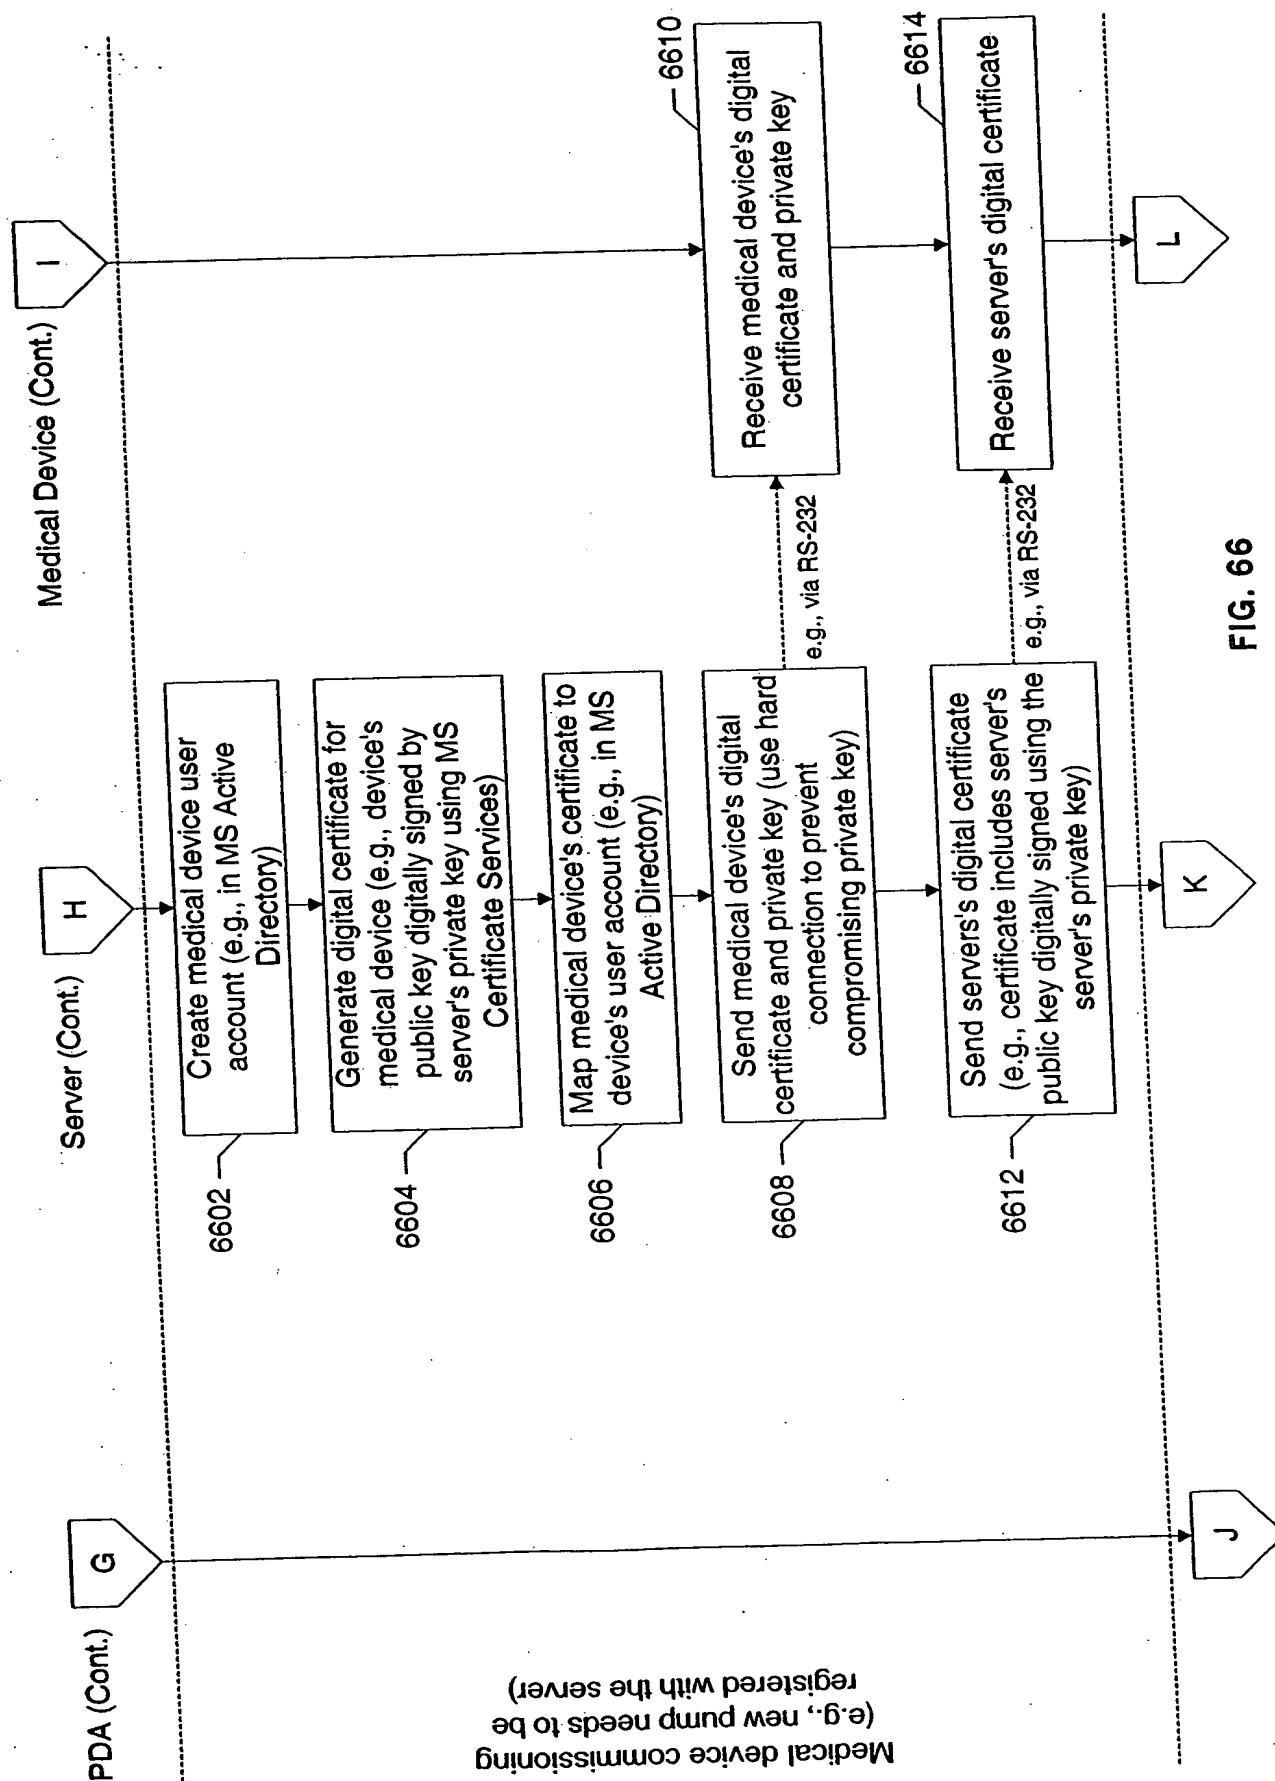 PDA (Cont.)
Server (Cont.)
Medical Device (Cont.)
G
H
I
Medical device commissioning
(e.g., new pump needs to be
registered with the server)
Create medical device user
account (e.g., in MS Active
Directory)
6602
Generate digital certificate for
medical device (e.g., device's
public key digitally signed by
server's private key using MS
Certificate Services)
6604
Map medical device's certificate to
device's user account (e.g., in MS
Active Directory)
6606
Send medical device's digital
certificate and private key (use hard
connection to prevent
compromising private key)
6608
e.g., via RS-232
Receive medical device's digital
certificate and private key
6610
Send servers's digital certificate
(e.g., certificate includes server's
public key digitally signed using the
server's private key)
6612
e.g., via RS-232
Receive server's digital certificate
6614
J
K
L
FIG. 66